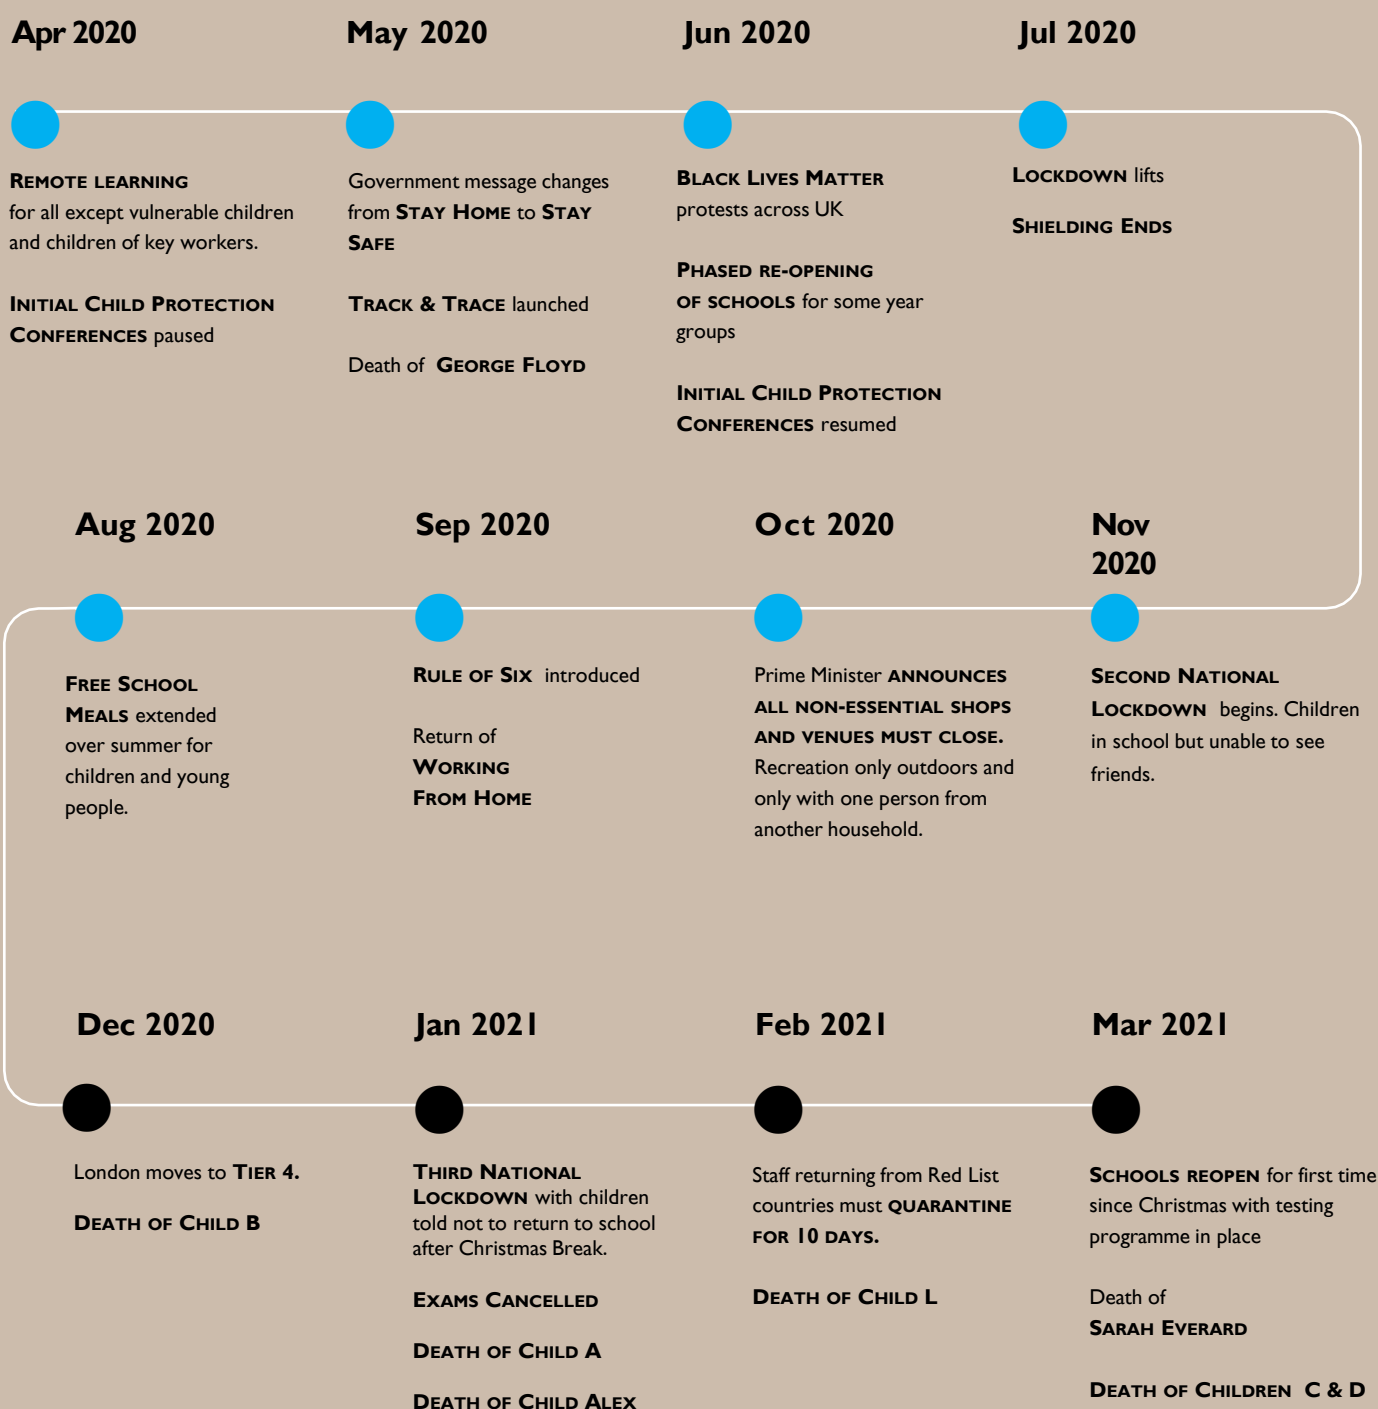 Apr 2020
REMOTE LEARNING
for all except vulnerable children
and children of key workers.
INITIAL CHILD PROTECTION
CONFERENCES paused
May 2020
Government message changes
from STAY HOME to STAY
SAFE
TRACK & TRACE launched
Death of GEORGE FLOYD
Jun 2020
BLACK LIVES MATTER
protests across UK
PHASED RE-OPENING
OF SCHOOLS for some year
groups
INITIAL CHILD PROTECTION
CONFERENCES resumed
Jul 2020
LOCKDOWN lifts
SHIELDING ENDS
Aug 2020
FREE SCHOOL
MEALS extended
over summer for
children and young
people.
Sep 2020
RULE OF SIX introduced
Return of
WORKING
FROM HOME
Oct 2020
Prime Minister ANNOUNCES
ALL NON-ESSENTIAL SHOPS
AND VENUES MUST CLOSE.
Recreation only outdoors and
only with one person from
another household.
Nov
2020
SECOND NATIONAL
LOCKDOWN begins. Children
in school but unable to see
friends.
Dec 2020
London moves to TIER 4.
DEATH OF CHILD B
Jan 2021
THIRD NATIONAL
LOCKDOWN with children
told not to return to school
after Christmas Break.
EXAMS CANCELLED
DEATH OF CHILD A
DEATH OF CHILD ALEX
Feb 2021
Staff returning from Red List
countries must QUARANTINE
FOR 10 DAYS.
DEATH OF CHILD L
Mar 2021
SCHOOLS REOPEN for first time
since Christmas with testing
programme in place
Death of
SARAH EVERARD
DEATH OF CHILDREN C & D